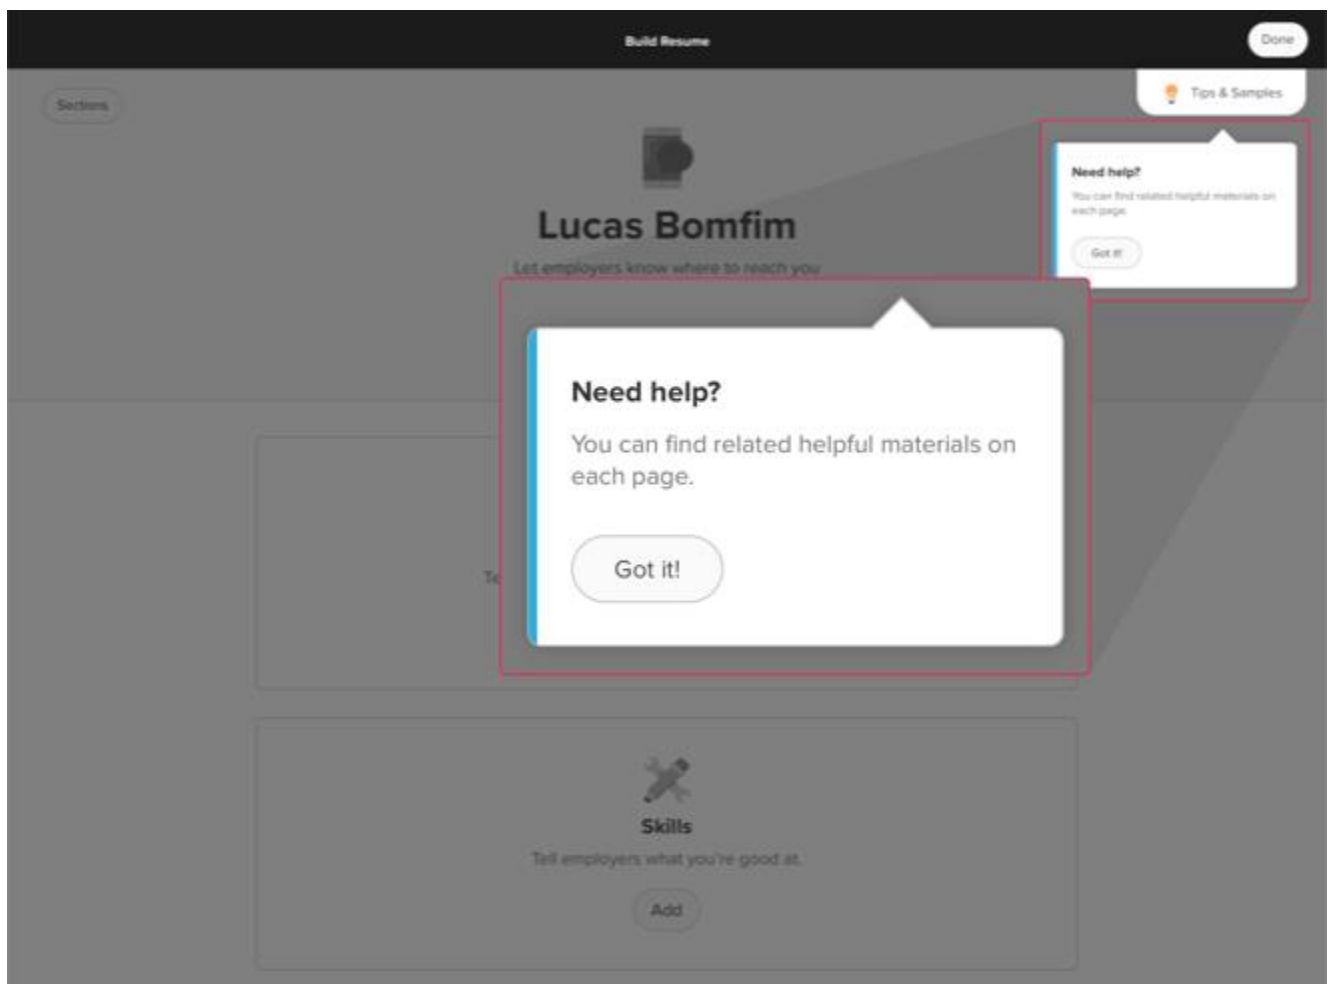 Build Resume
Done
Sections
Tips & Samples
Need help?
You can find related helpful materials on
each page.
Got it!
Lucas Bomfim
Let employers know where to reach you
Need help?
You can find related helpful materials on
each page.
Got it!
Skills
Tell employers what you're good at.
Add